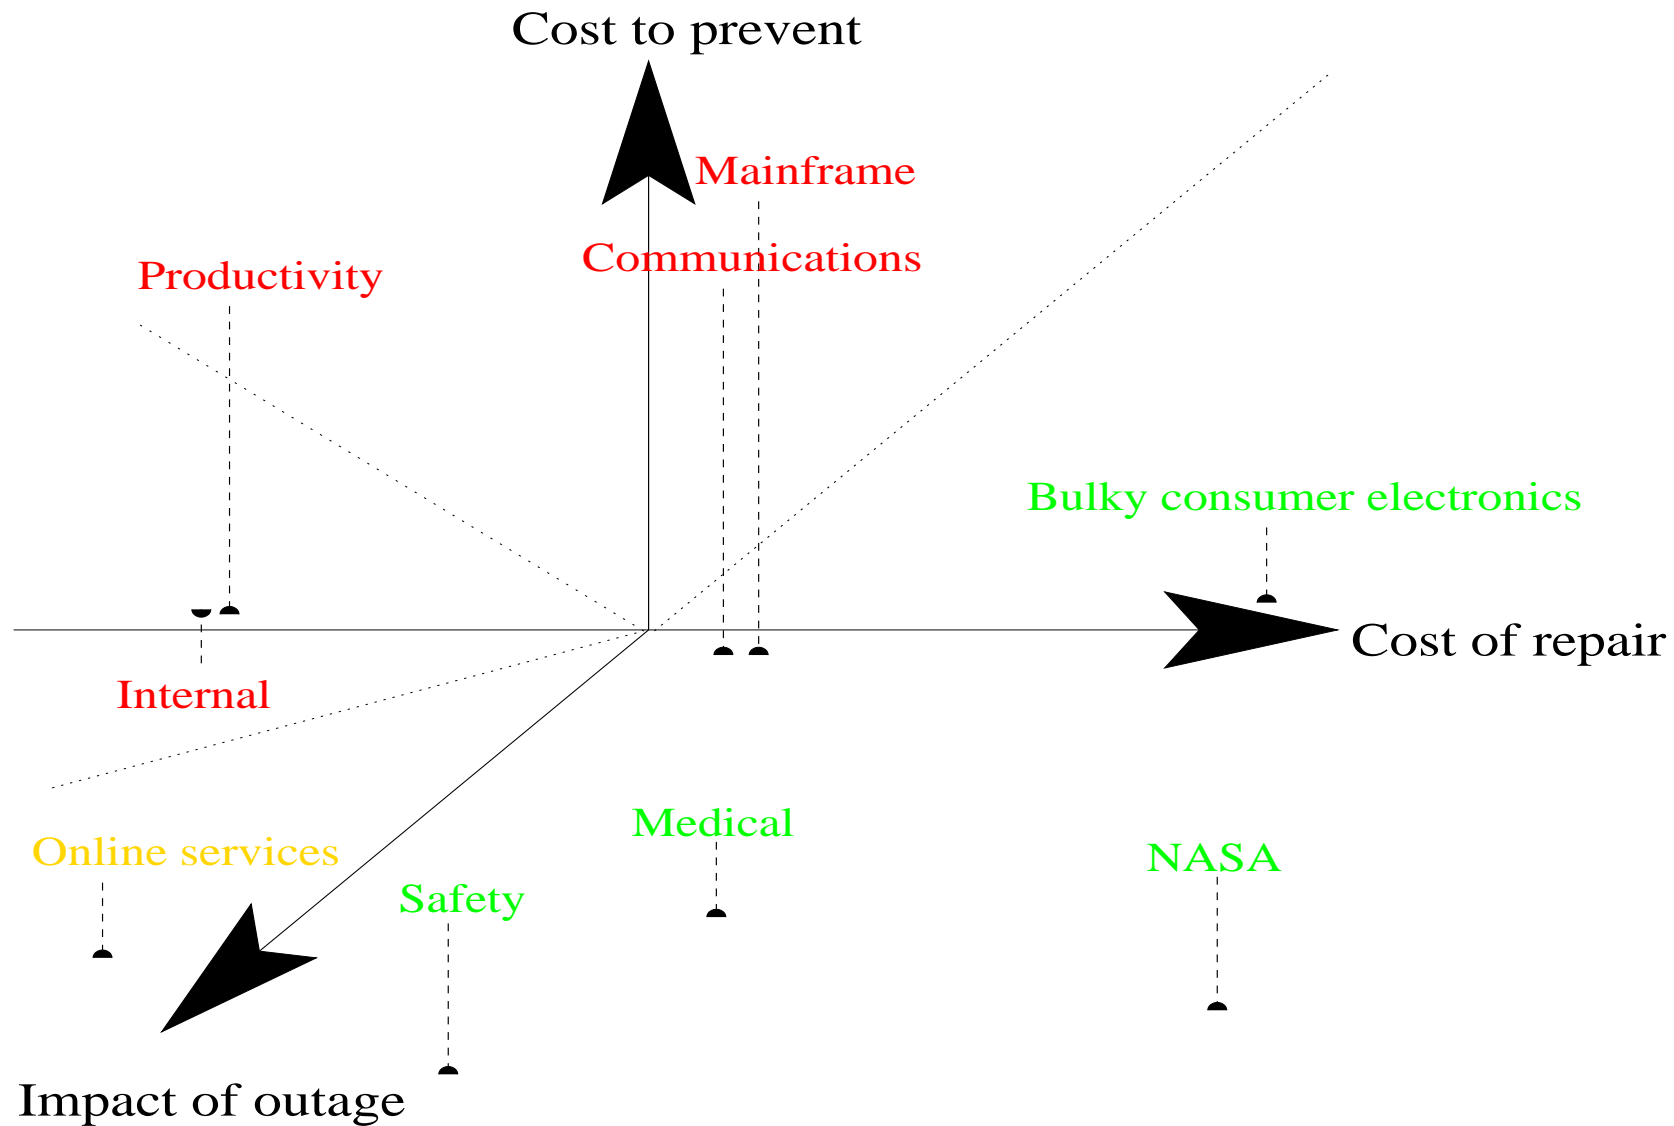 Cost to prevent
Mainframe
Communications
Productivity
Bulky consumer electronics
Cost of repair
Internal
Medical
Online services
NASA
Safety
Impact of outage